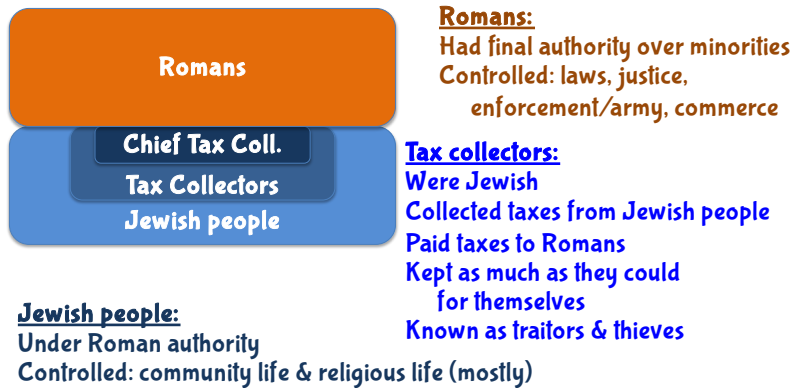 Romans
Chief Tax Coll.
Tax Collectors
Jewish people
Romans:
Had final authority over minorities
Controlled: laws, justice,
enforcement/army, commerce
Tax collectors:
Were Jewish
Collected taxes from Jewish people
Paid taxes to Romans
Kept as much as they could
for themselves
Known as traitors & thieves
Jewish people:
Under Roman authority
Controlled: community life & religious life (mostly)